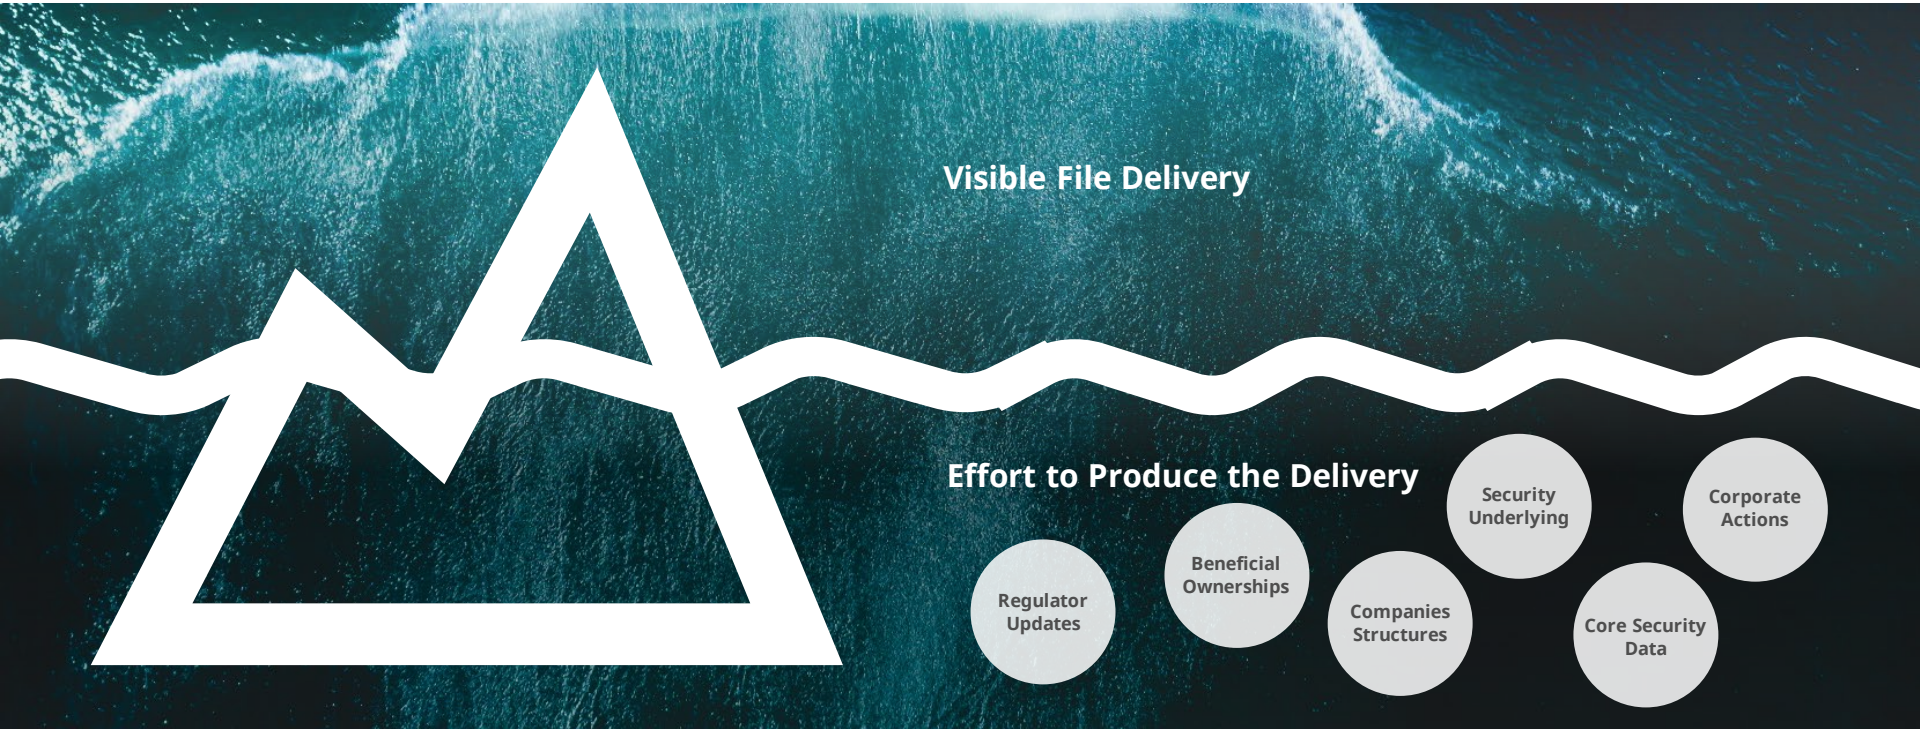 Visible File Delivery
Effort to Produce the Delivery
Regulator
Updates
Beneficial
Ownerships
Companies
Structures
Security
Underlying
Core Security
Data
Corporate
Actions